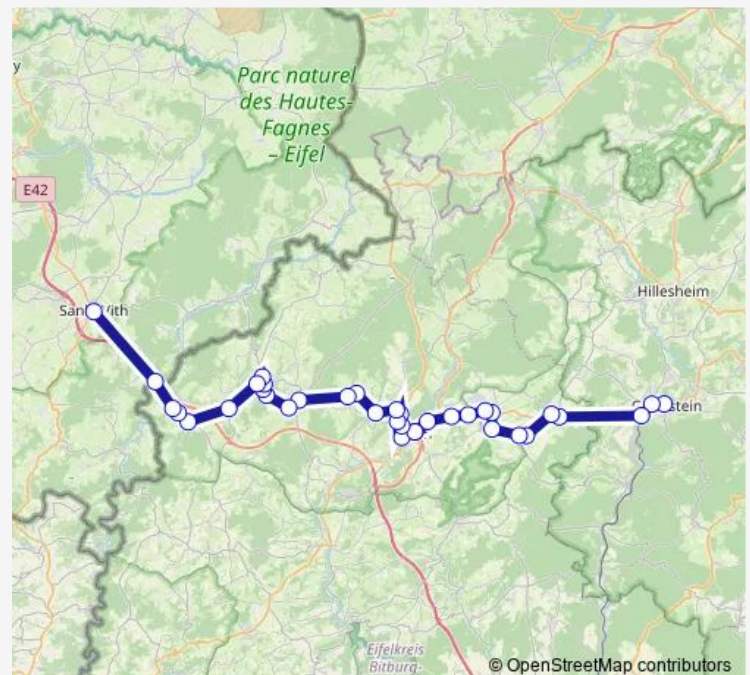 Parc naturel
des Hautes-
Fagnes
– Eifel
y
E42
Hillesheim
Eifelkreis
Bitburg-
© OpenStreetMap contributors